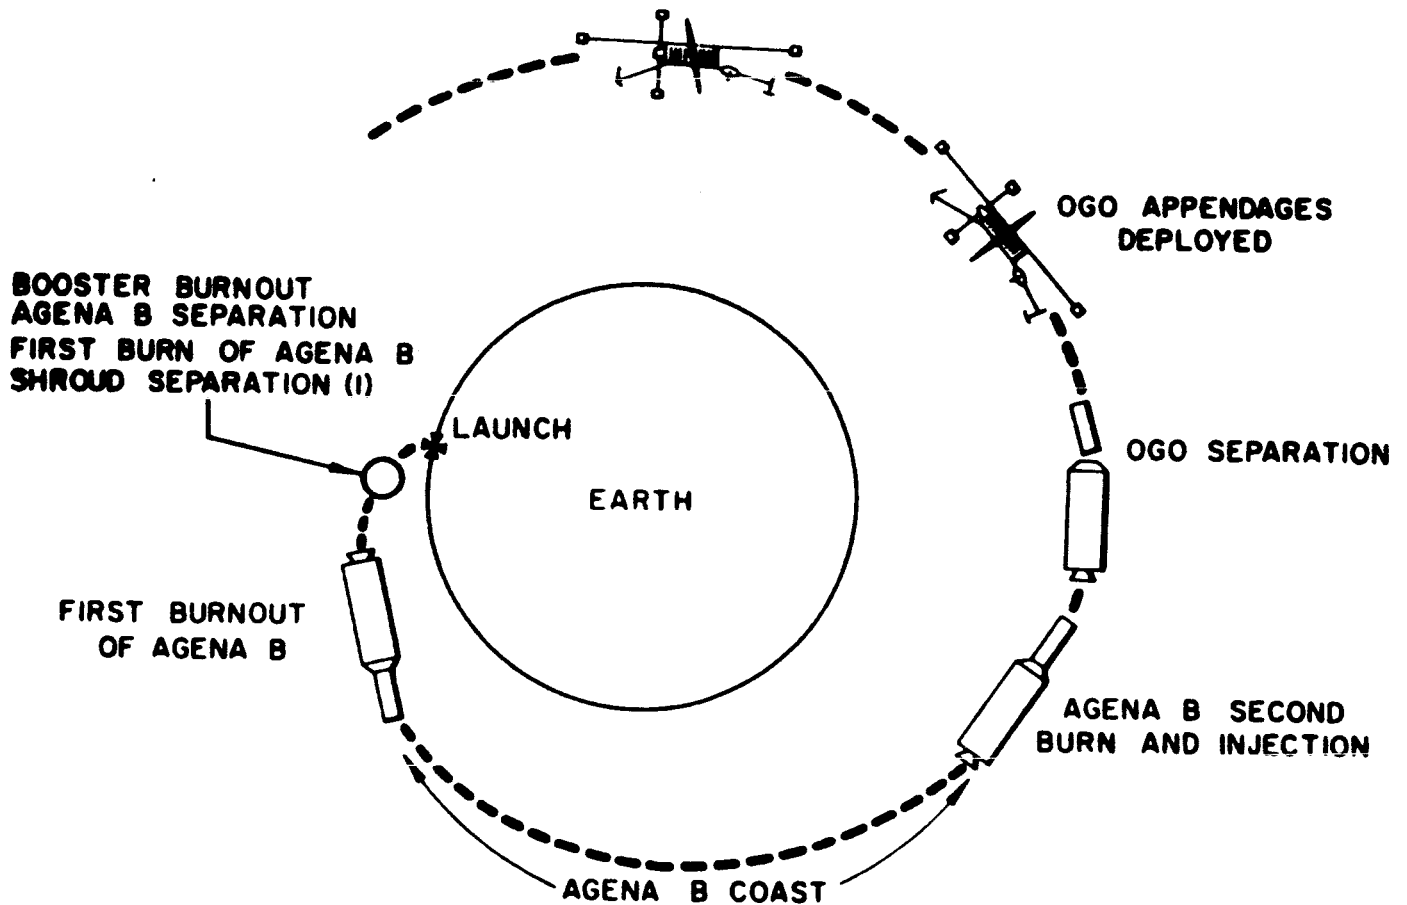 OGO APPENDAGES
DEPLOYED
BOOSTER BURNOUT
AGENA B SEPARATION
FIRST BURN OF AGENA B
SHROUD SEPARATION (1)
LAUNCH
OGO SEPARATION
EARTH
FIRST BURNOUT
OF AGENA B
AGENA B SECOND
BURN AND INJECTION
AGENA B COAST